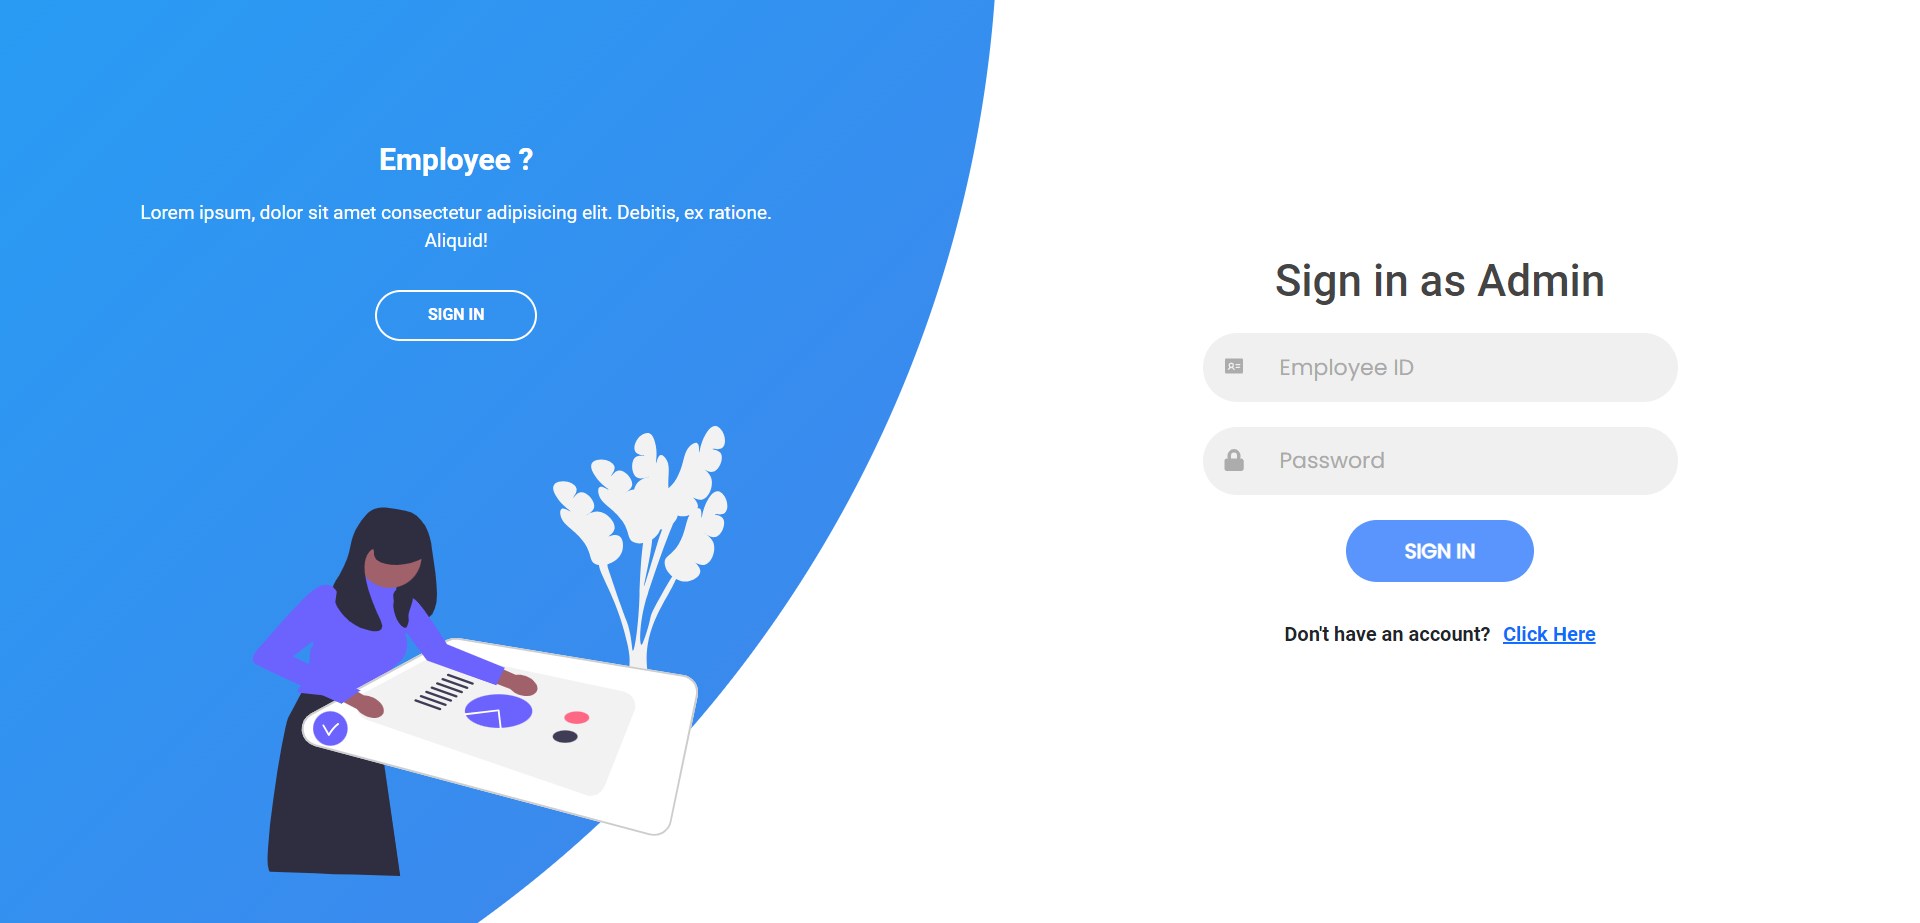 Employee ?
Lorem ipsum, dolor sit amet consectetur adipisicing elit. Debitis, ex ratione.
Aliquid!
SIGN IN
Sign in as Admin
Employee ID
Password
SIGN IN
Don't have an account? Click Here